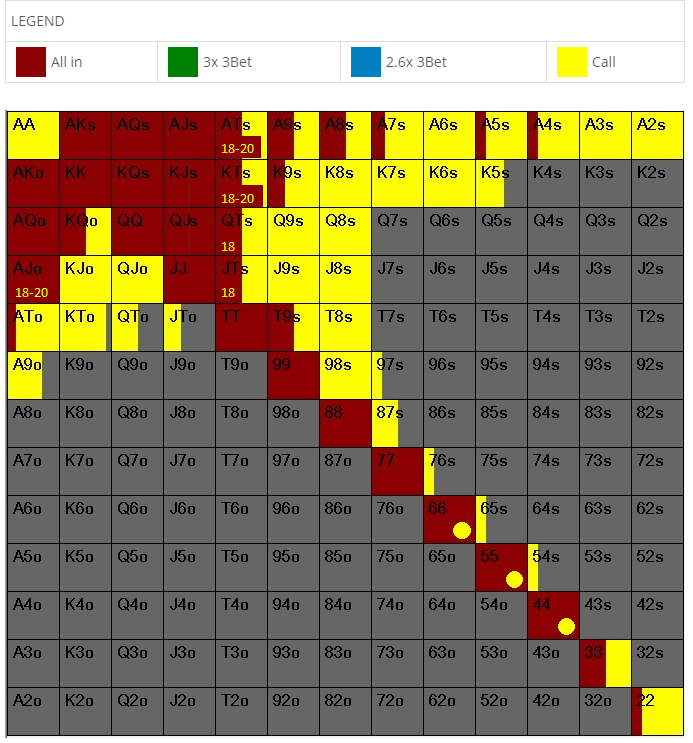 LEGEND
All in 3x 3Bet 2.6x 3Bet Call
AA AKs AQs AJs ATs A9s A8s A7s A6s A5s A4s A3s A2s
18-20
AKo KK KQs KJs KTs K9s K8s K7s K6s K5s K4s K3s K2s
18-20
AQo KQo QQ QJs QTs Q9s Q8s Q7s Q6s Q5s Q4s Q3s Q2s
18
AJo KJo QJo JJ JTs J9s J8s J7s J6s J5s J4s J3s J2s
18-20 18
ATo KTo QTo JTo TT T9s T8s T7s T6s T5s T4s T3s T2s
A9o K9o Q9o J9o T9o 99 98s 97s 96s 95s 94s 93s 92s
A8o K8o Q8o J8o T8o 98o 88 87s 86s 85s 84s 83s 82s
A7o K7o Q7o J7o T7o 97o 87o 77 76s 75s 74s 73s 72s
A6o K6o Q6o J6o T6o 96o 86o 76o 66 65s 64s 63s 62s
A5o K5o Q5o J5o T5o 95o 85o 75o 65o 55 54s 53s 52s
A4o K4o Q4o J4o T4o 94o 84o 74o 64o 54o 44 43s 42s
A3o K3o Q3o J3o T3o 93o 83o 73o 63o 53o 43o 33 32s
A2o K2o Q2o J2o T2o 92o 82o 72o 62o 52o 42o 32o 22